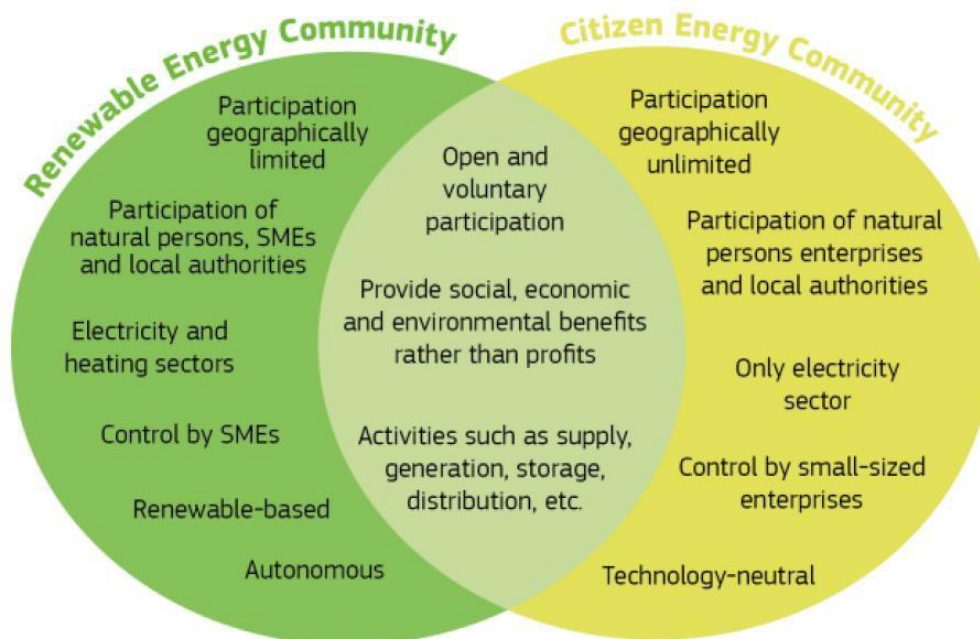 Renewable Energy Community
Participation
geographically
limited
Participation of
natural persons, SMEs
and local authorities
Electricity and
heating sectors
Control by SMEs
Renewable-based
Autonomous
Open and
voluntary
participation
Provide social, economic
and environmental benefits
rather than profits
Activities such as supply,
generation, storage,
distribution, etc.
Citizen Energy Community
Participation
geographically
unlimited
Participation of natural
persons enterprises
and local authorities
Only electricity
sector
Control by small-sized
enterprises
Technology-neutral